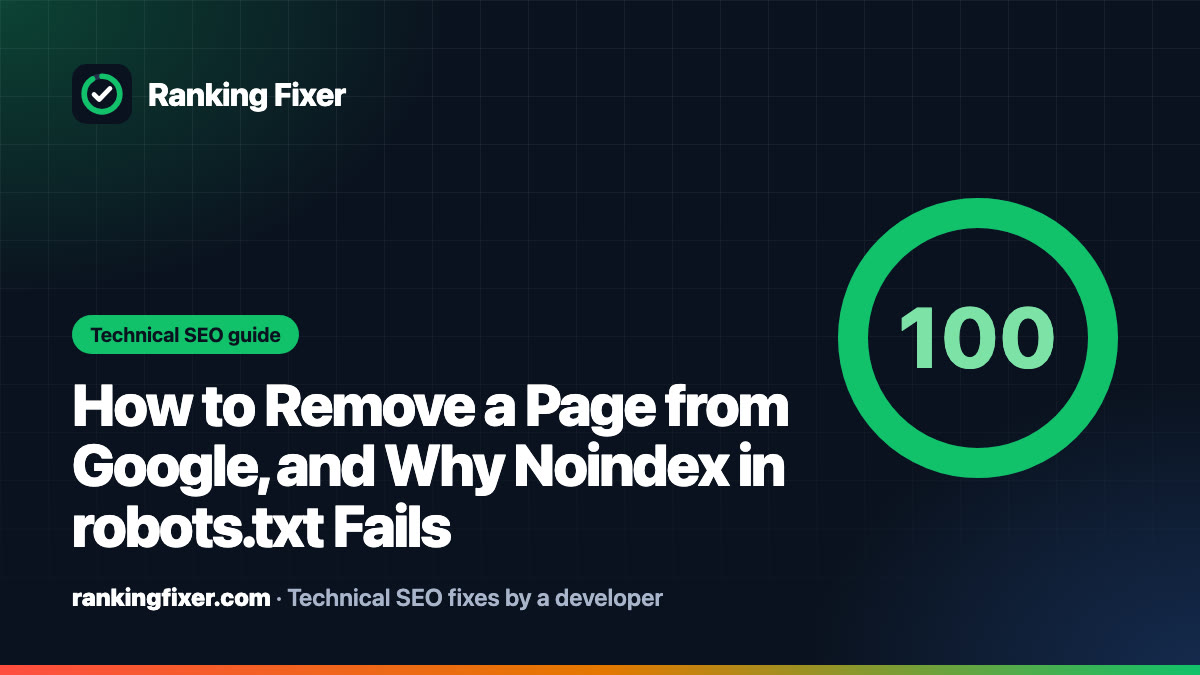 Ranking Fixer
Technical SEO guide
How to Remove a Page from
Google, and Why Noindex in
robots.txt Fails
rankingfixer.com · Technical SEO fixes by a developer
100